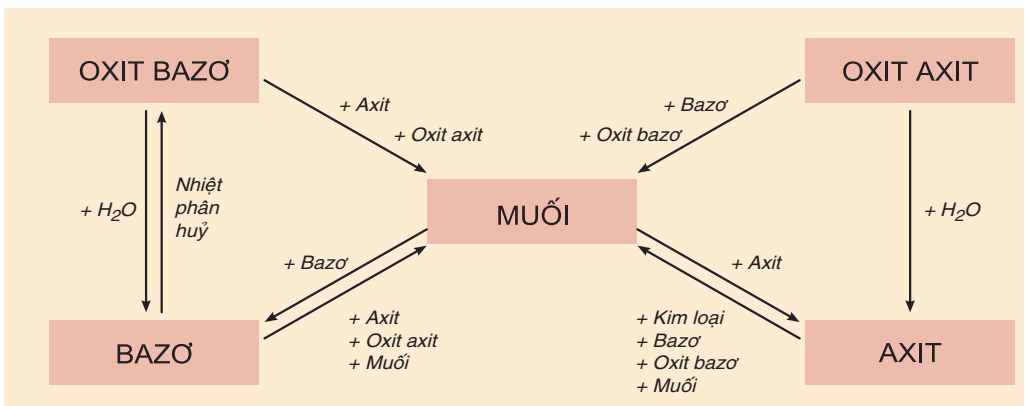 OXIT BAZƠ
OXIT AXIT
+ Axit
+ Oxit axit
+ Bazơ
+ Oxit bazơ
+ H₂O
Nhiệt
phân
huỷ
MUỐI
+ H₂O
+ Bazơ
+ Axit
+ Axit
+ Oxit axit
+ Muối
+ Kim loại
+ Bazơ
+ Oxit bazơ
+ Muối
BAZƠ
AXIT